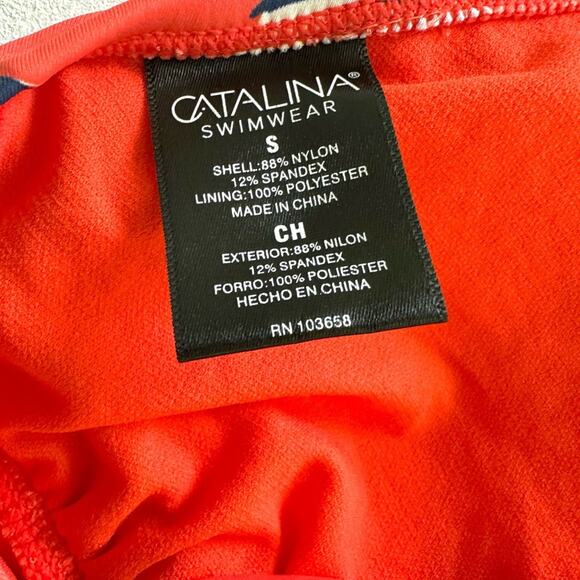 CATALINA®
SWIMWEAR
S
SHELL:88% NYLON
12% SPANDEX
LINING:100% POLYESTER
MADE IN CHINA
CH
EXTERIOR:88% NILON
12% SPANDEX
FORRO:100% POLIESTER
HECHO EN CHINA
RN 103658